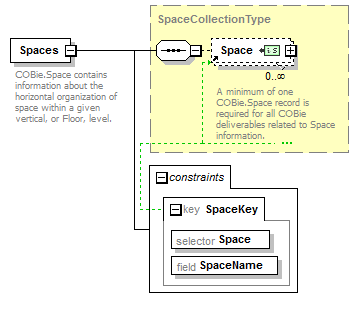 SpaceCollectionType
Spaces
Space
is
0..∞
COBie.Space contains
information about the
horizontal organization of
space within a given
vertical, or Floor, level.
A minimum of one
COBie.Space record is
required for all COBie
deliverables related to Space
information.
...
constraints
key SpaceKey
selector Space
field SpaceName